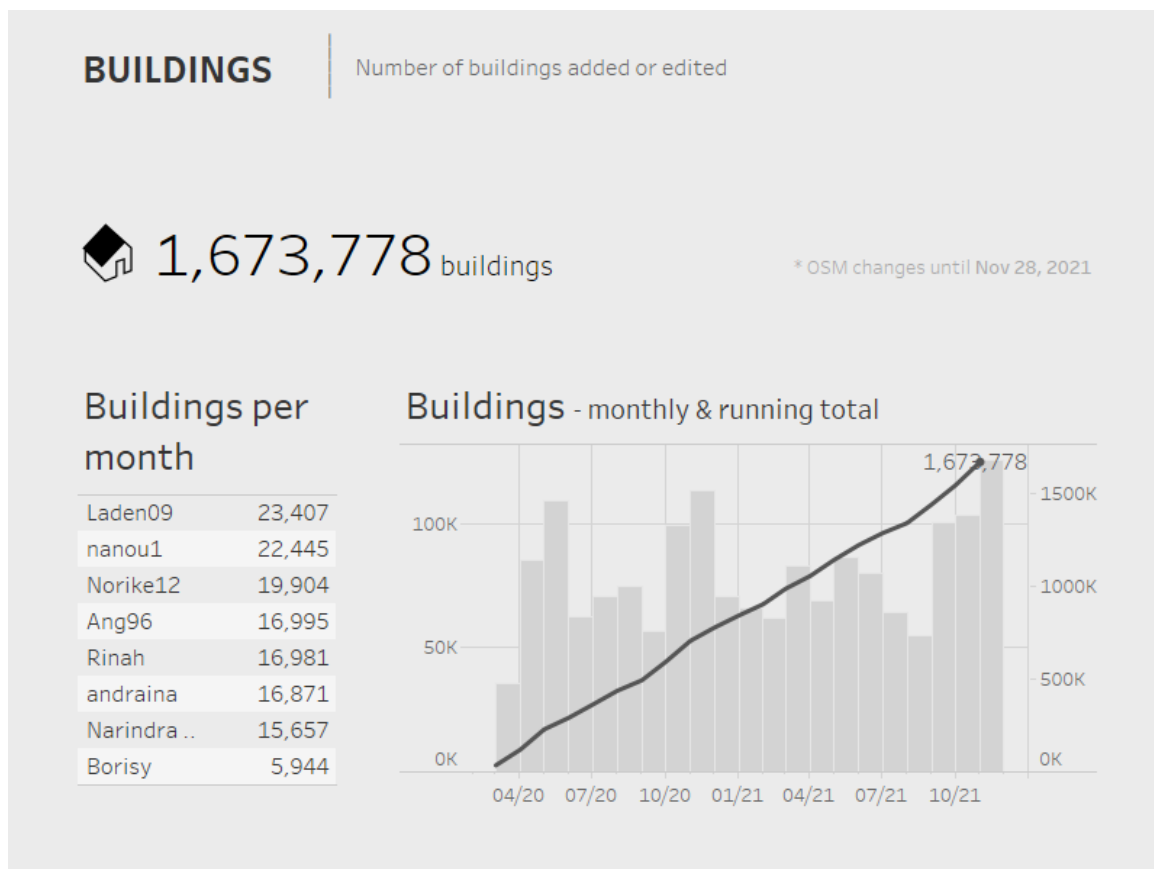 BUILDINGS
Number of buildings added or edited
1,673,778 buildings
* OSM changes until Nov 28, 2021
Buildings per
month
Laden09 23,407
nanou1 22,445
Norike12 19,904
Ang96 16,995
Rinah 16,981
andraina 16,871
Narindra .. 15,657
Borisy 5,944
Buildings - monthly & running total
1,673,778
100K
50K
0K
1500K
1000K
500K
0K
04/20 07/20 10/20 01/21 04/21 07/21 10/21